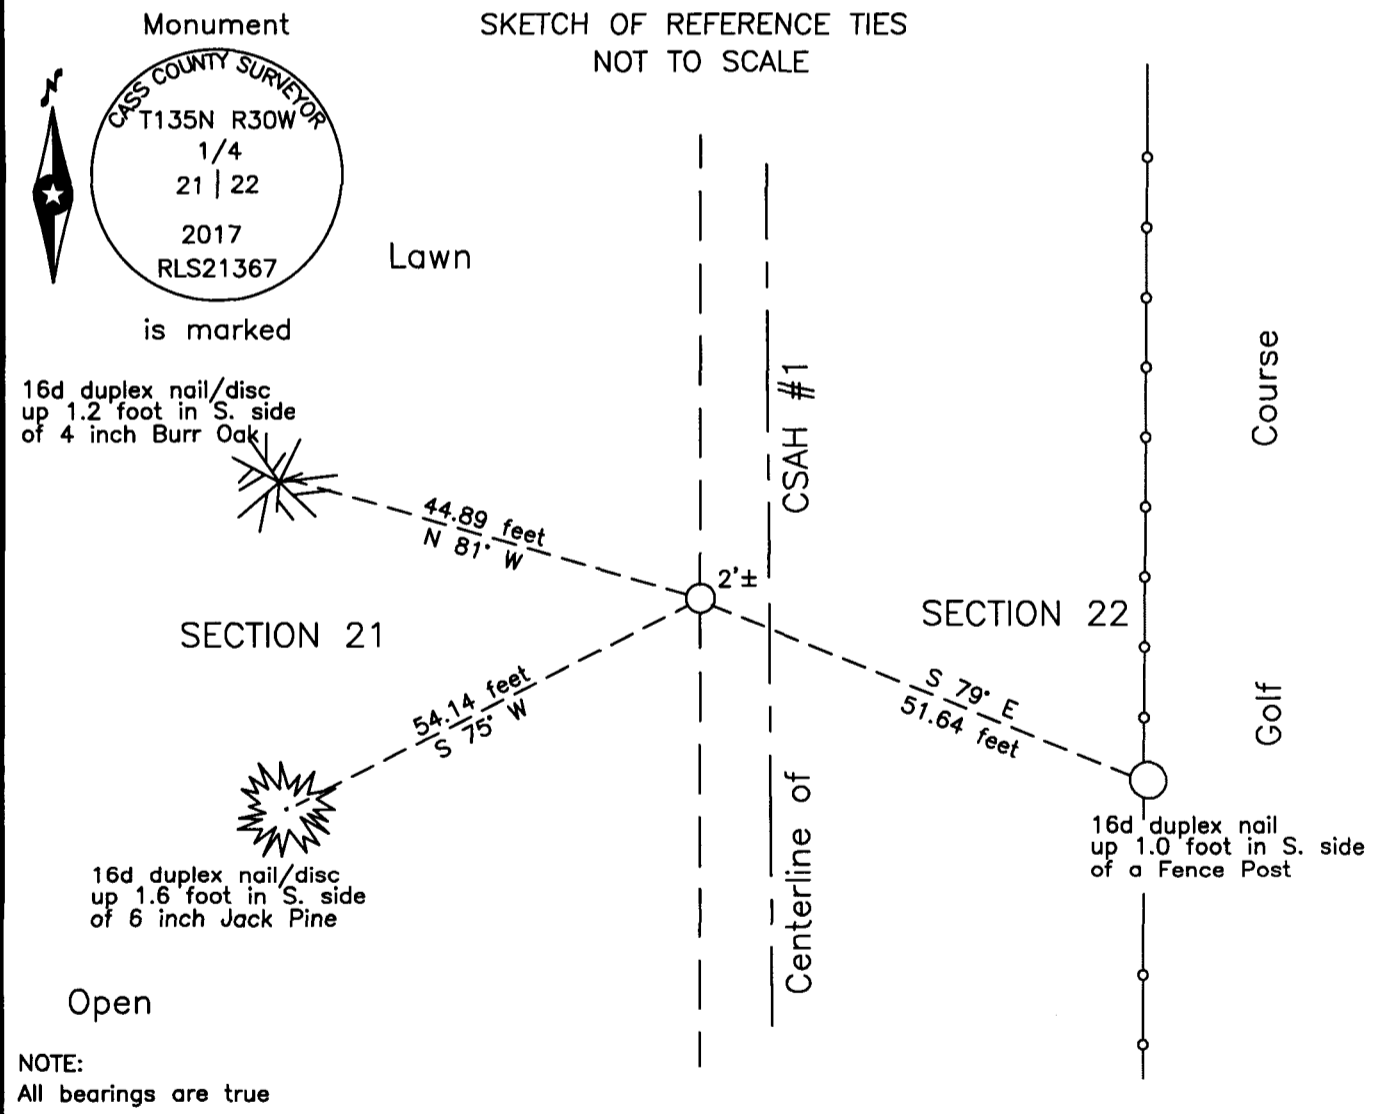 Monument
SKETCH OF REFERENCE TIES
NOT TO SCALE
N
CASS COUNTY SURVEYOR
T135N R30W
1/4
21 | 22
2017
RLS21367
is marked
Lawn
16d duplex nail/disc
up 1.2 foot in S. side
of 4 inch Burr Oak
44.89 feet
N 81° W
2'±
CSAH #1
Centerline of
Golf Course
SECTION 21
SECTION 22
54.14 feet
S 75° W
S 79° E
51.64 feet
16d duplex nail
up 1.0 foot in S. side
of a Fence Post
16d duplex nail/disc
up 1.6 foot in S. side
of 6 inch Jack Pine
Open
NOTE:
All bearings are true